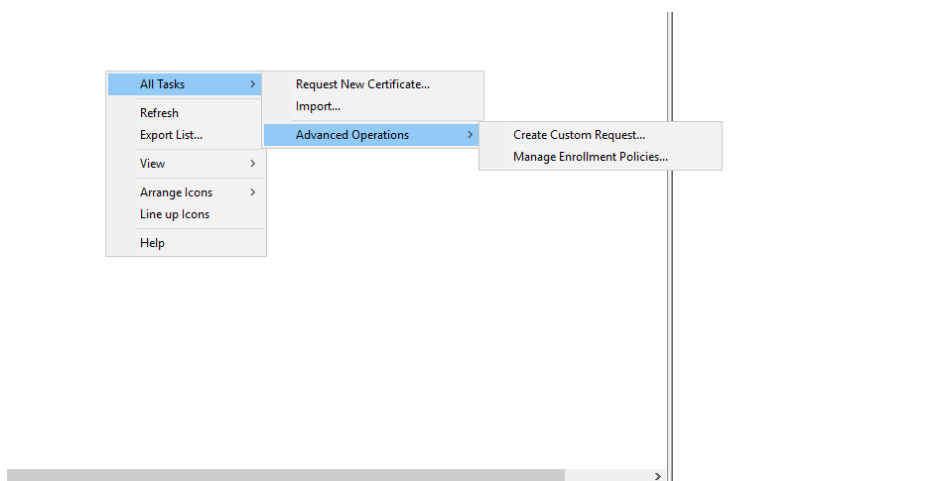 All Tasks
Refresh
Export List...
View
Arrange Icons
Line up Icons
Help
Request New Certificate...
Import...
Advanced Operations
Create Custom Request...
Manage Enrollment Policies...